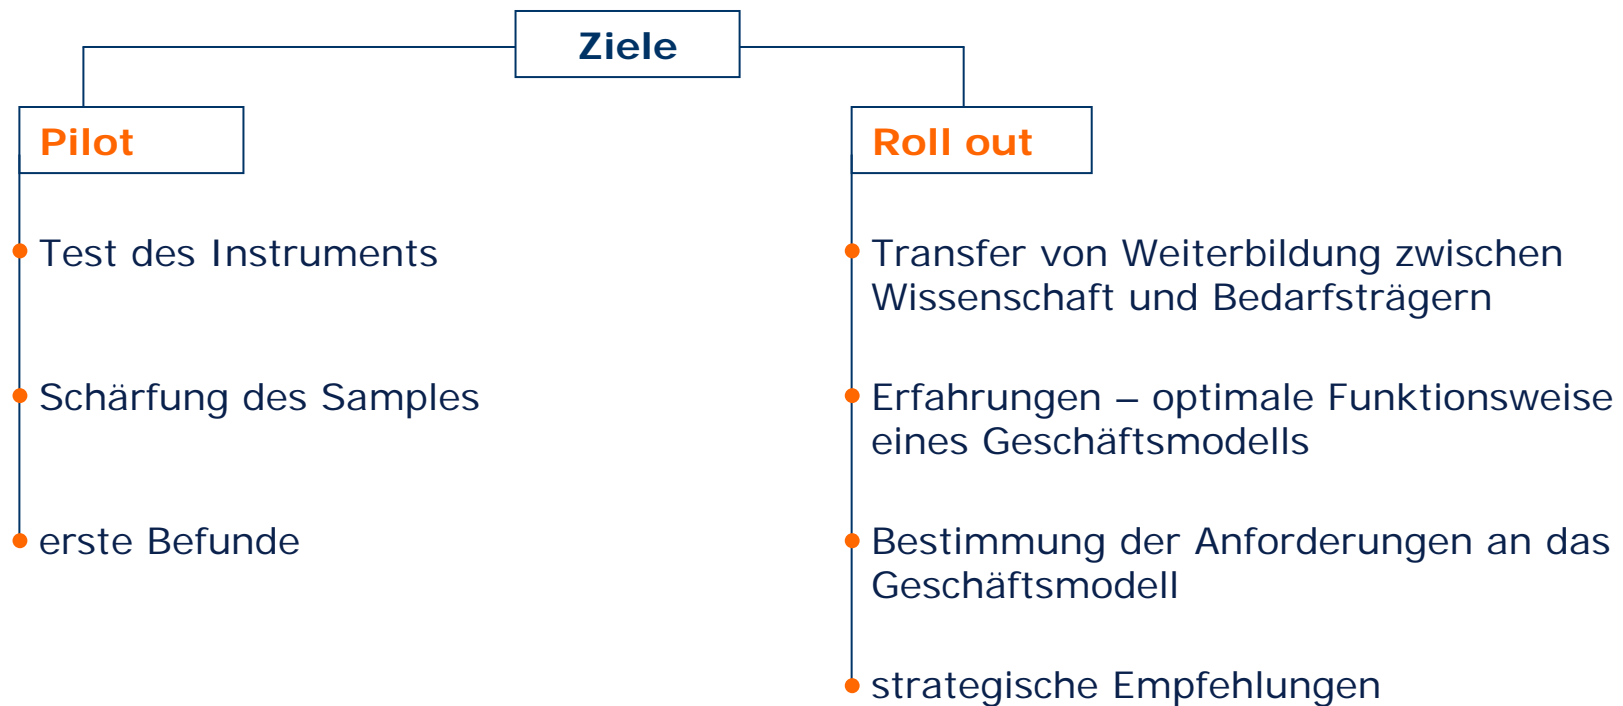 Ziele
Pilot
Test des Instruments
Schärfung des Samples
erste Befunde
Roll out
Transfer von Weiterbildung zwischen
Wissenschaft und Bedarfsträgern
Erfahrungen – optimale Funktionsweise
eines Geschäftsmodells
Bestimmung der Anforderungen an das
Geschäftsmodell
strategische Empfehlungen